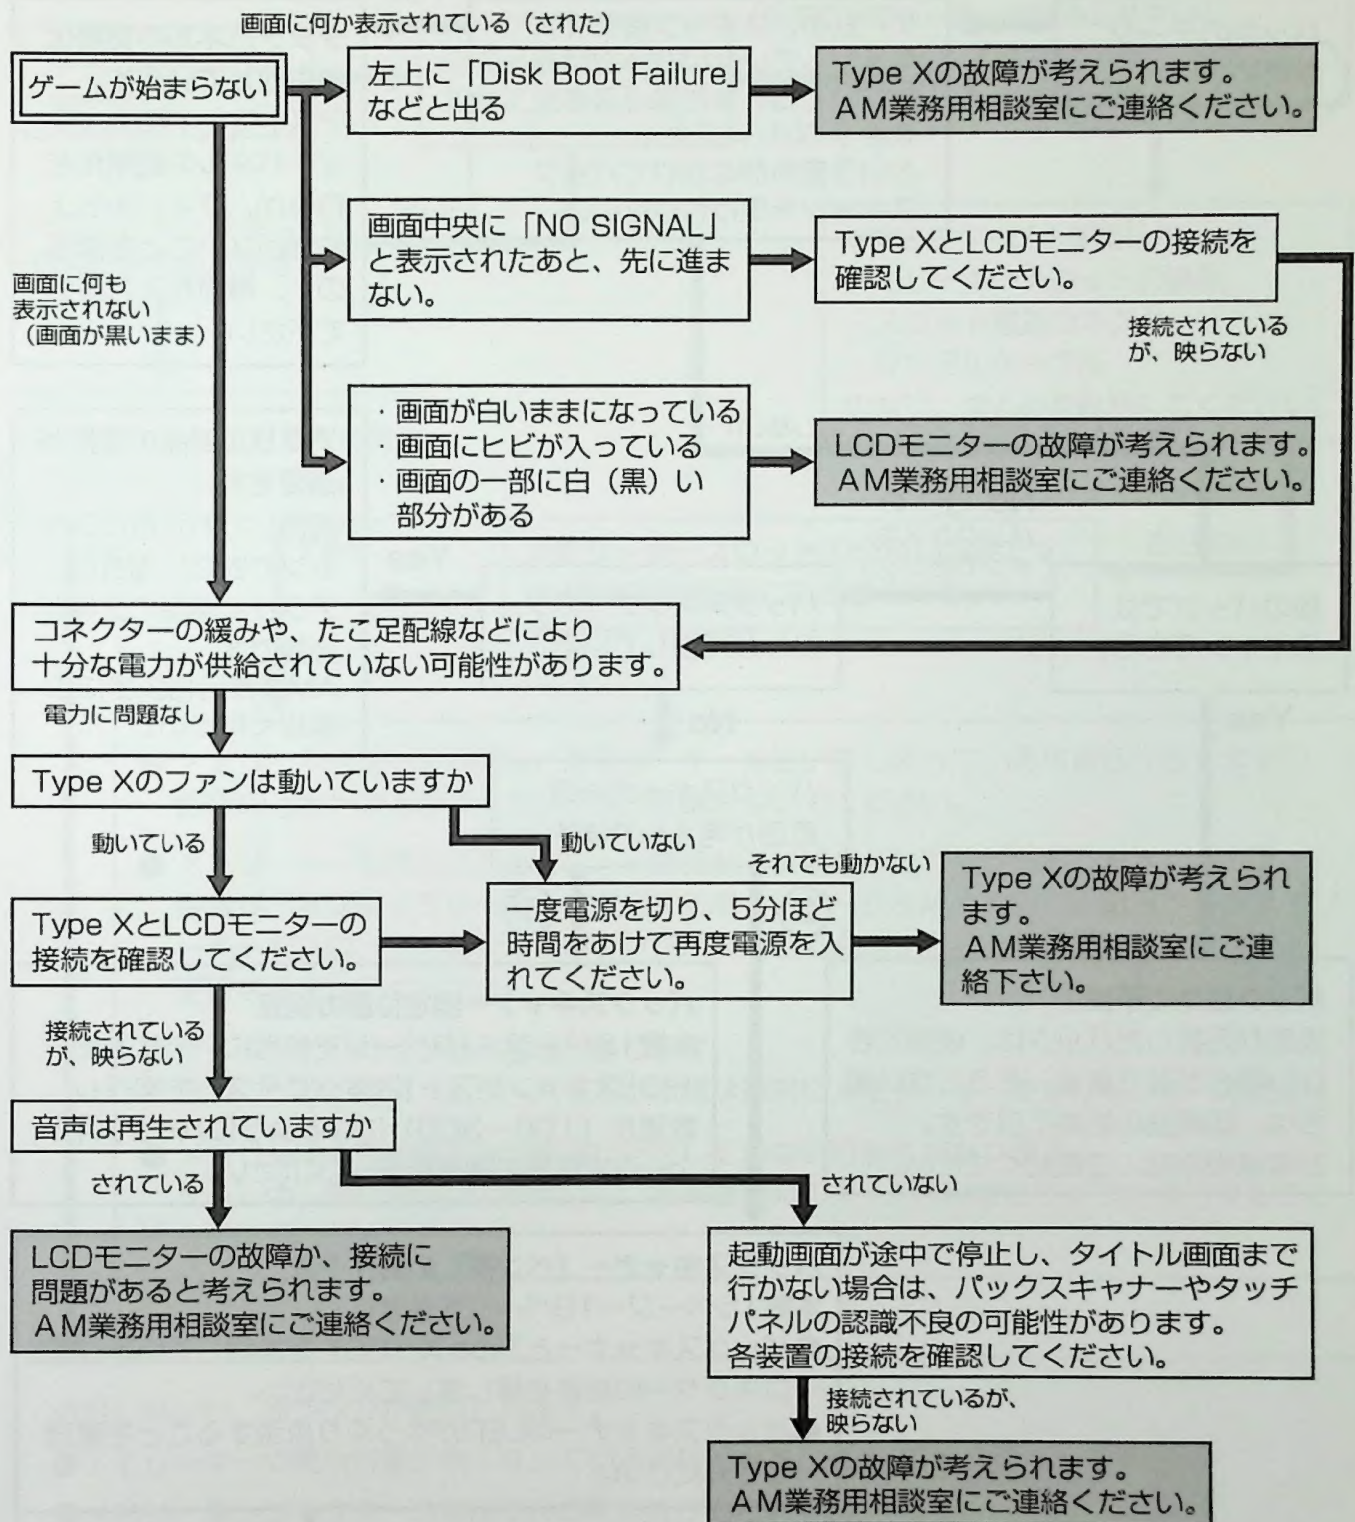 画面に何か表示されている（された）
ゲームが始まらない
左上に「Disk Boot Failure」
などと出る
Type Xの故障が考えられます。
AM業務用相談室にご連絡ください。
画面中央に「NO SIGNAL」
と表示されたあと、先に進ま
ない。
Type XとLCDモニターの接続を
確認してください。
画面に何も
表示されない
（画面が黒いまま）
接続されている
が、映らない
・画面が白いままになっている
・画面にヒビが入っている
・画面の一部に白（黒）い
部分がある
LCDモニターの故障が考えられます。
AM業務用相談室にご連絡ください。
コネクターの緩みや、たこ足配線などにより
十分な電力が供給されていない可能性があります。
電力に問題なし
Type Xのファンは動いていますか
動いている
動いていない
それでも動かない
Type XとLCDモニターの
接続を確認してください。
一度電源を切り、5分ほど
時間をあけて再度電源を入
れてください。
Type Xの故障が考えられ
ます。
AM業務用相談室にご連
絡下さい。
接続されている
が、映らない
音声は再生されていますか
されている
されていない
LCDモニターの故障か、接続に
問題があると考えられます。
AM業務用相談室にご連絡ください。
起動画面が途中で停止し、タイトル画面まで
行かない場合は、パックスキャナーやタッチ
パネルの認識不良の可能性があります。
各装置の接続を確認してください。
接続されているが、
映らない
Type Xの故障が考えられます。
AM業務用相談室にご連絡ください。